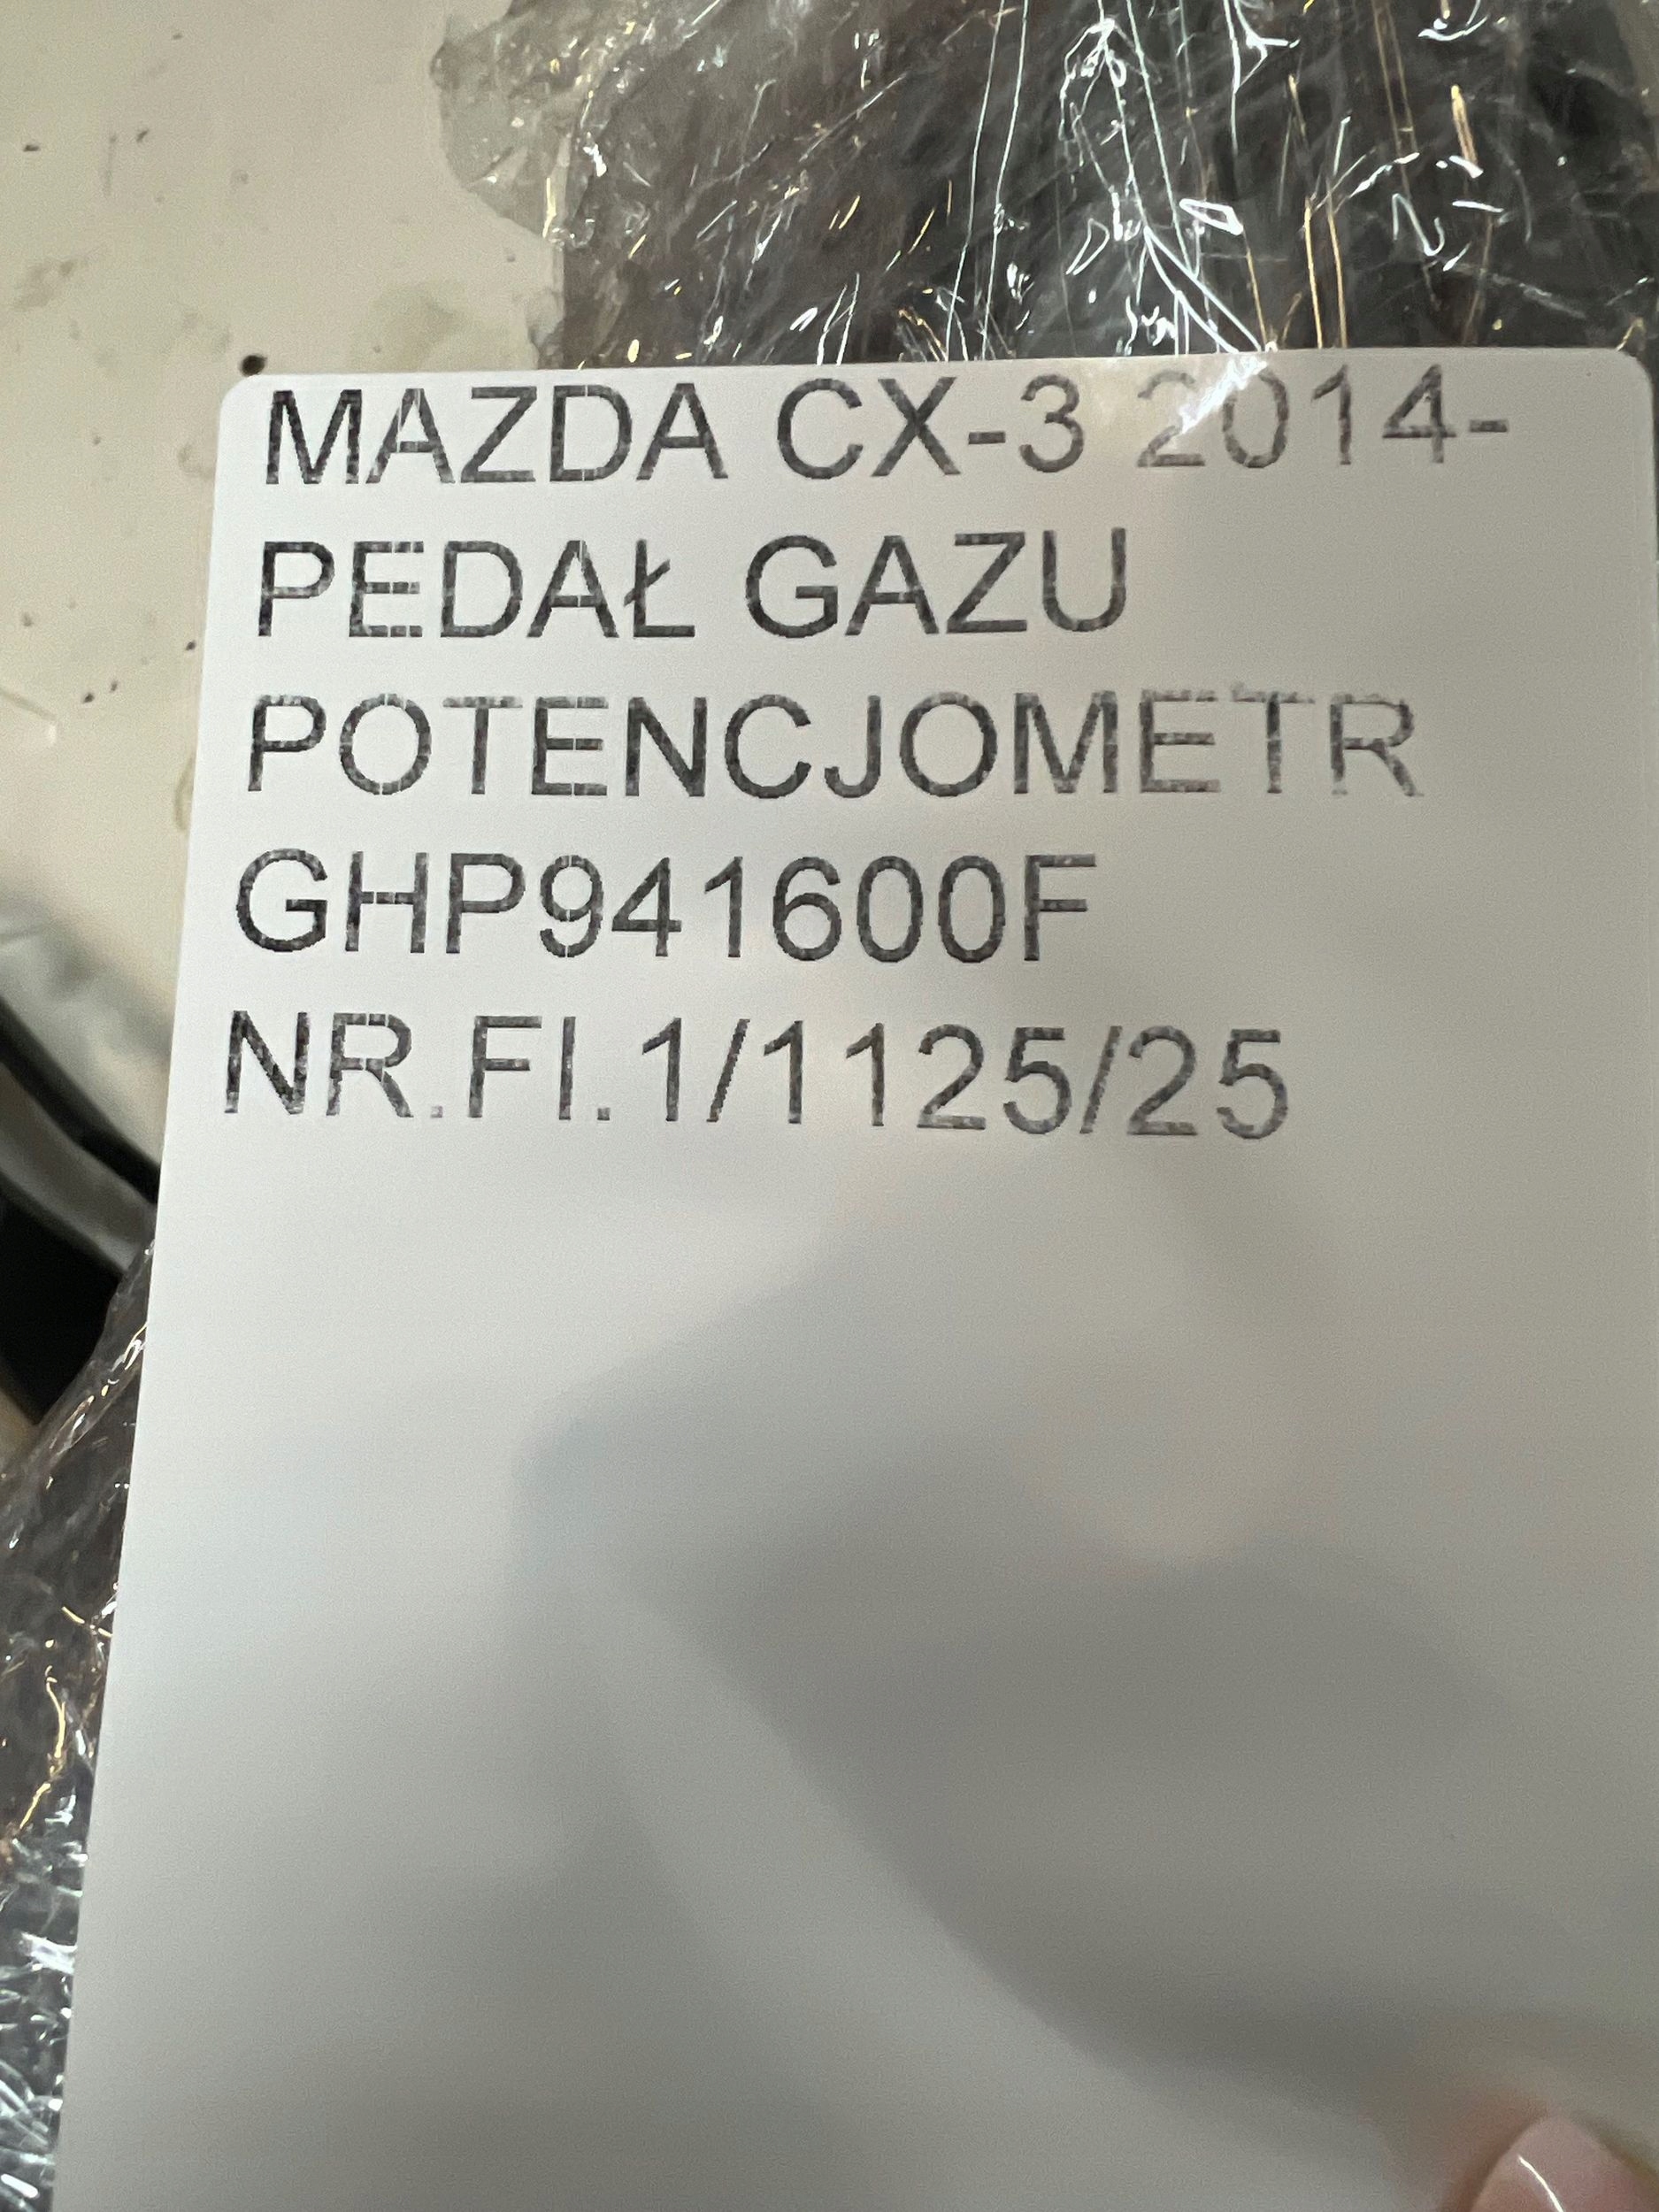 MAZDA CX-3 2014-
PEDAŁ GAZU
POTENCJOMETR
GHP941600F
NR.FI.1/1125/25